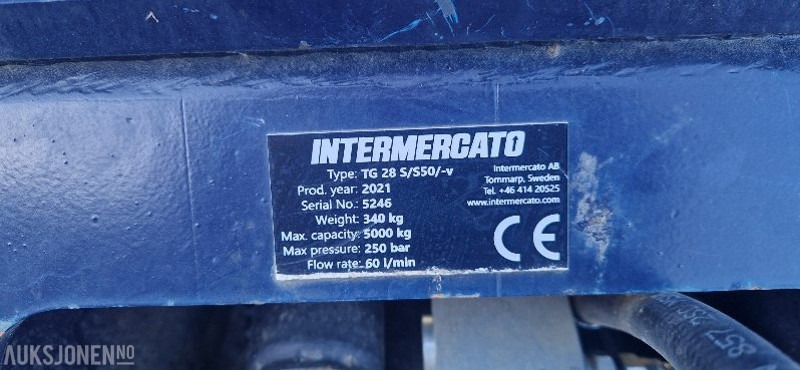 INTERMERCATO
Type: TG 28 S/S50/-v
Prod. year: 2021
Serial No.: 5246
Weight: 340 kg
Max. capacity: 5000 kg
Max pressure: 250 bar
Flow rate: 60 l/min
Intermercato AB
Tommarp, Sweden
Tel. +46 414 20525
www.intermercato.com
CE
AUKSJONEN.NO